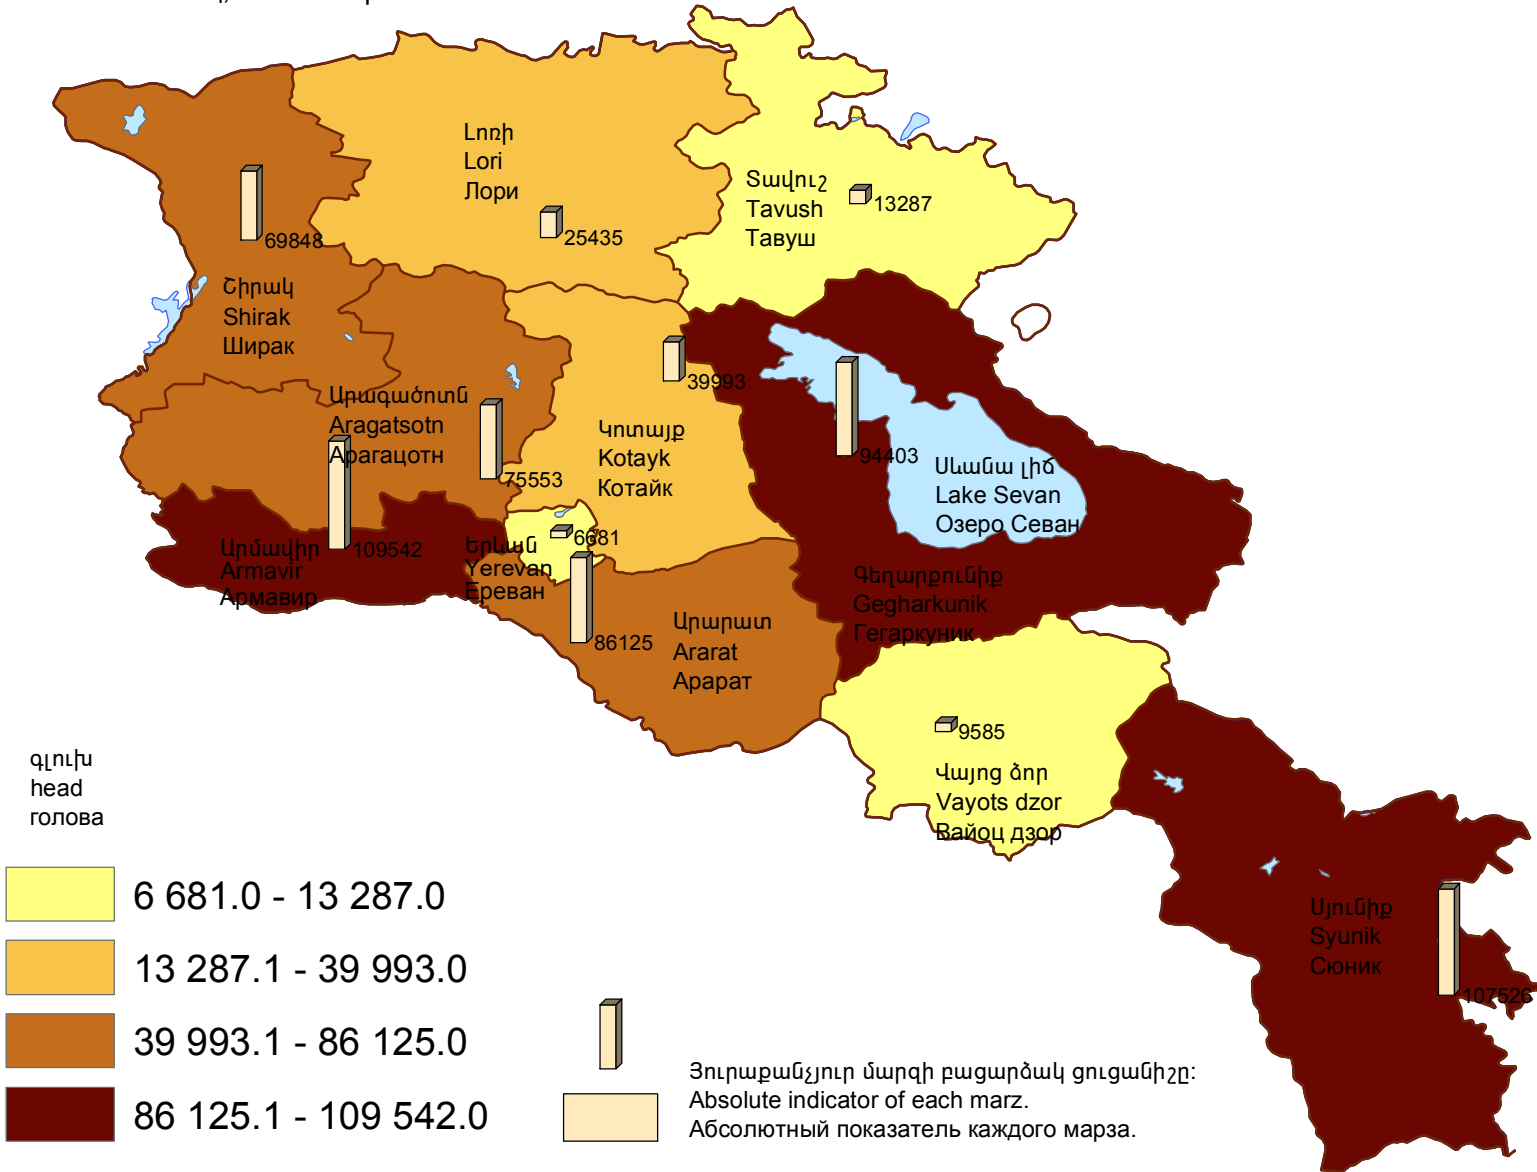 Լոռի
Lori
Лори
25435
Տավուշ
Tavush
Тавуш
13287
69848
Շիրակ
Shirak
Ширак
39993
Արագածոտն
Aragatsotn
Арагацотн
75553
Կոտայք
Kotayk
Котайк
94403
Սևանա լիճ
Lake Sevan
Озеро Севан
Արմավիր
Armavir
Армавир
109542
Երևան
Yerevan
Ереван
6681
86125
Արարատ
Ararat
Арарат
Գեղարքունիք
Gegharkunik
Гегаркуник
9585
Վայոց ձոր
Vayots dzor
Вайоц дзор
Սյունիք
Syunik
Сюник
107526
գլուխ
head
голова
6 681.0 - 13 287.0
13 287.1 - 39 993.0
39 993.1 - 86 125.0
86 125.1 - 109 542.0
Յուրաքանչյուր մարզի բացարձակ ցուցանիշը:
Absolute indicator of each marz.
Абсолютный показатель каждого марза.